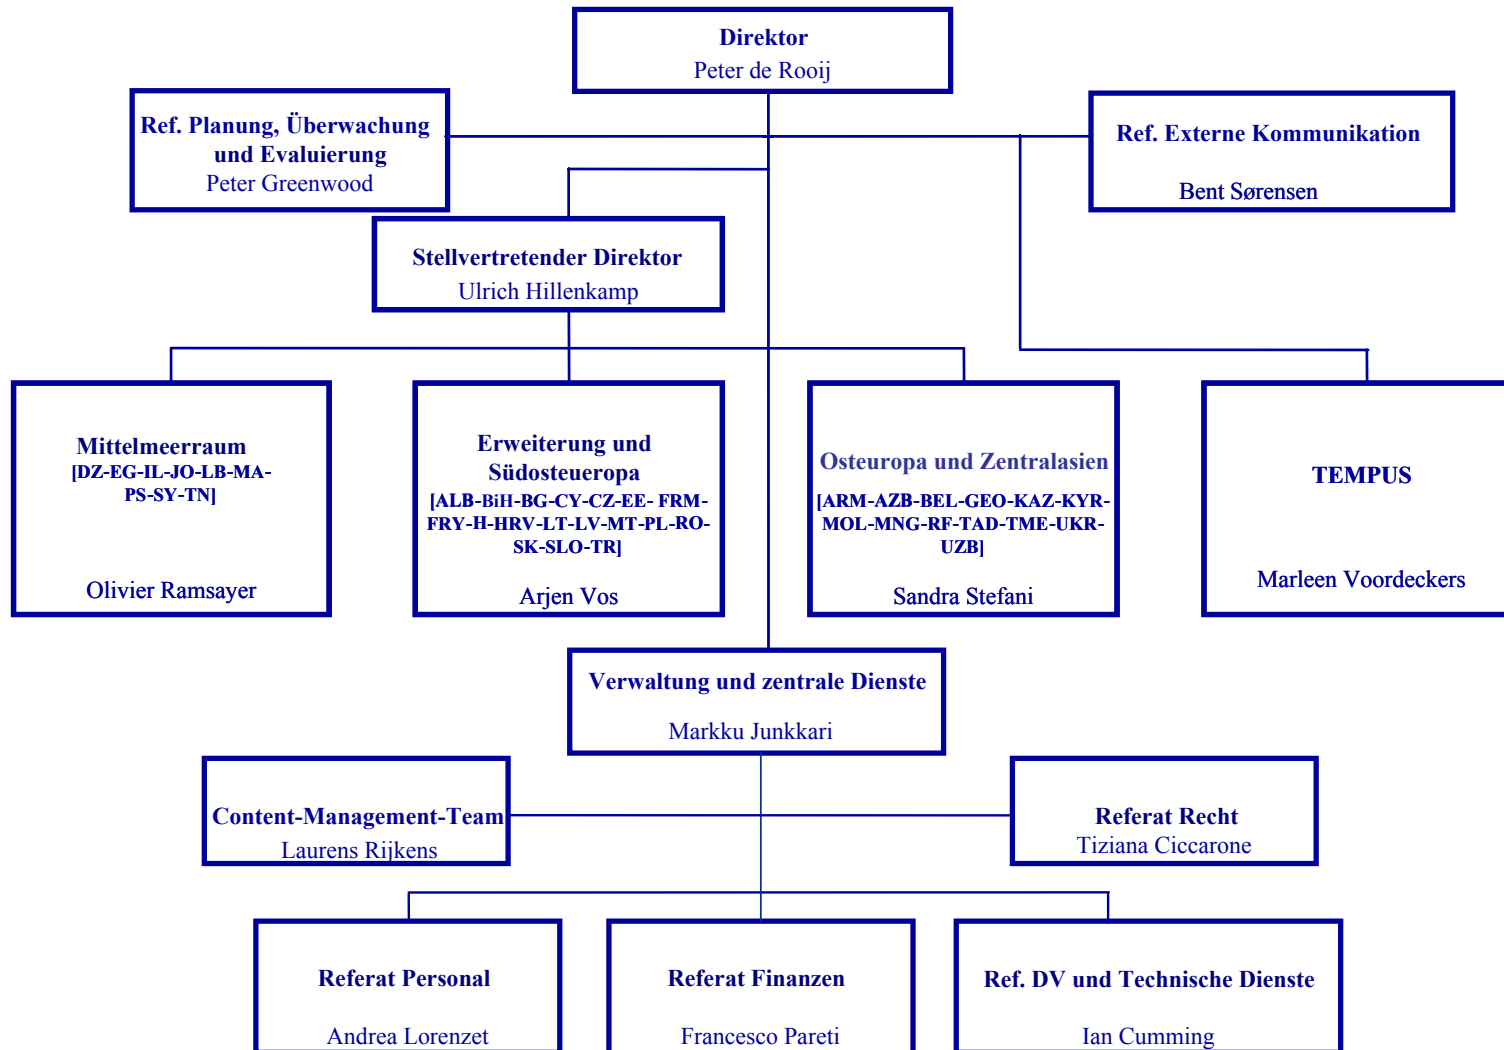 Direktor
Peter de Rooij
Ref. Planung, Überwachung
und Evaluierung
Peter Greenwood
Ref. Externe Kommunikation
Bent Sørensen
Stellvertretender Direktor
Ulrich Hillenkamp
Mittelmeerraum
[DZ-EG-IL-JO-LB-MA-
PS-SY-TN]
Olivier Ramsayer
Erweiterung und
Südosteuropa
[ALB-BiH-BG-CY-CZ-EE- FRM-
FRY-H-HRV-LT-LV-MT-PL-RO-
SK-SLO-TR]
Arjen Vos
Osteuropa und Zentralasien
[ARM-AZB-BEL-GEO-KAZ-KYR-
MOL-MNG-RF-TAD-TME-UKR-
UZB]
Sandra Stefani
TEMPUS
Marleen Voordeckers
Verwaltung und zentrale Dienste
Markku Junkkari
Content-Management-Team
Laurens Rijkens
Referat Recht
Tiziana Ciccarone
Referat Personal
Andrea Lorenzet
Referat Finanzen
Francesco Pareti
Ref. DV und Technische Dienste
Ian Cumming